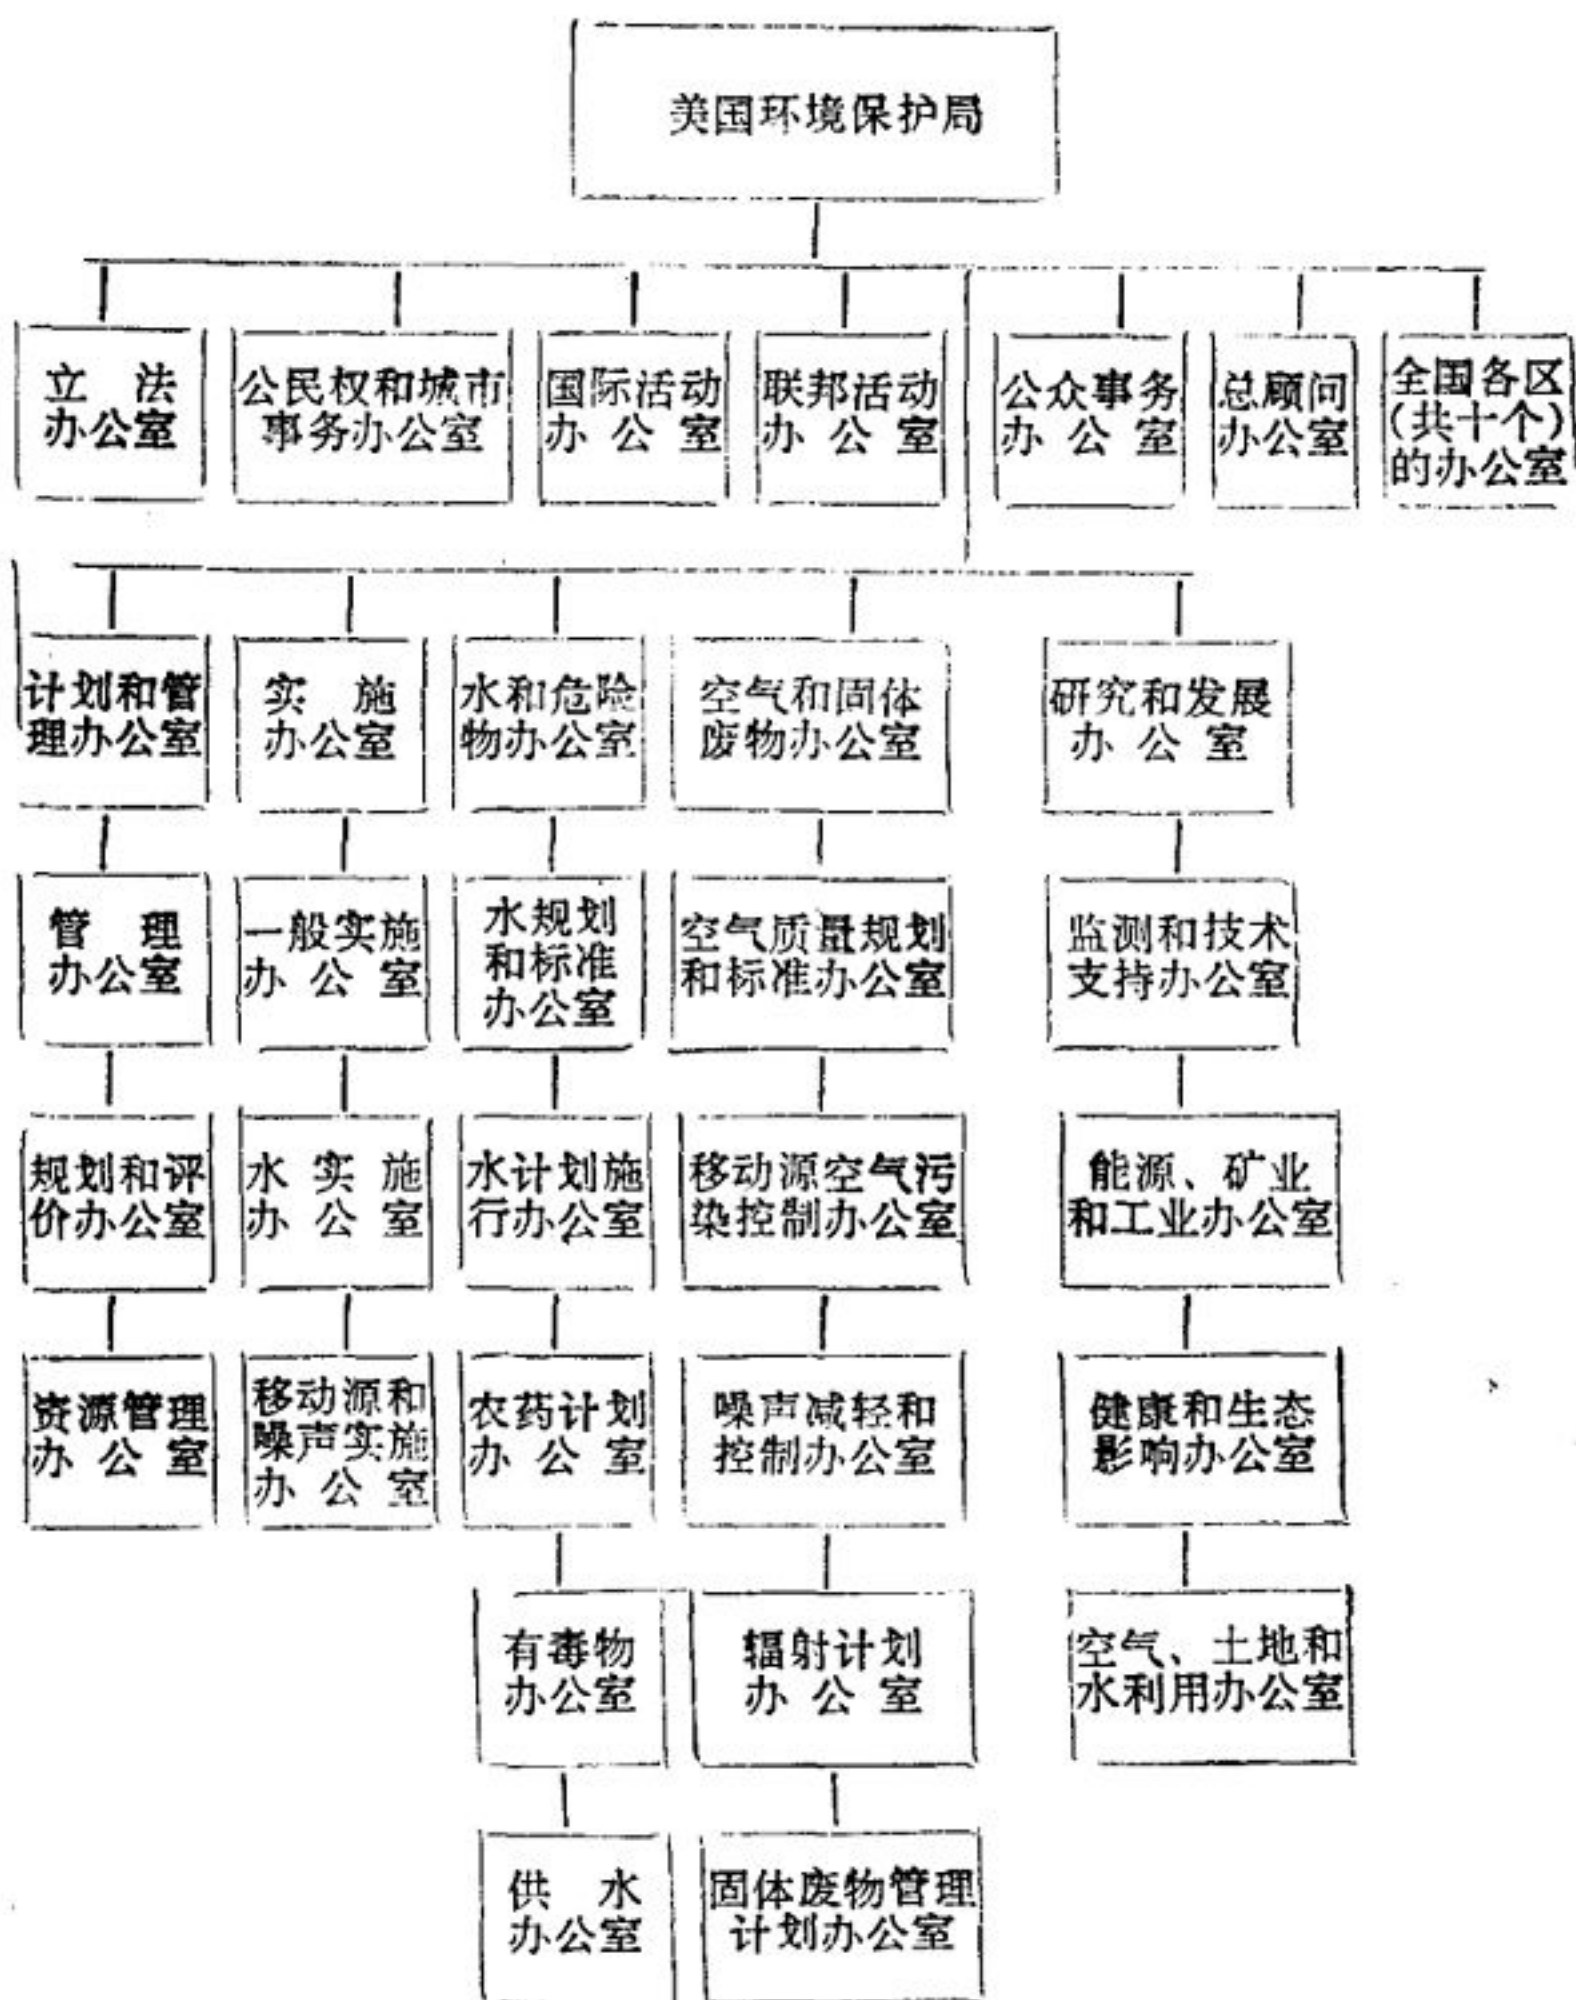 美国环境保护局
立 法
办公室
公民权和城市
事务办公室
国际活动
办 公 室
联邦活动
办 公 室
公众事务
办 公 室
总顾问
办公室
全国各区
(共十个)
的办公室
计划和管
理办公室
实 施
办公室
水和危险
物办公室
空气和固体
废物办公室
研究和发展
办 公 室
管 理
办公室
一般实施
办 公 室
水规划
和标准
办公室
空气质量规划
和标准办公室
监测和技术
支持办公室
规划和评
价办公室
水 实 施
办 公 室
水计划施
行办公室
移动源空气污
染控制办公室
能源、矿业
和工业办公室
资源管理
办 公 室
移动源和
噪声实施
办 公 室
农药计划
办 公 室
噪声减轻和
控制办公室
健康和生态
影响办公室
有毒物
办公室
辐射计划
办 公 室
空气、土地和
水利用办公室
供 水
办公室
固体废物管理
计划办公室